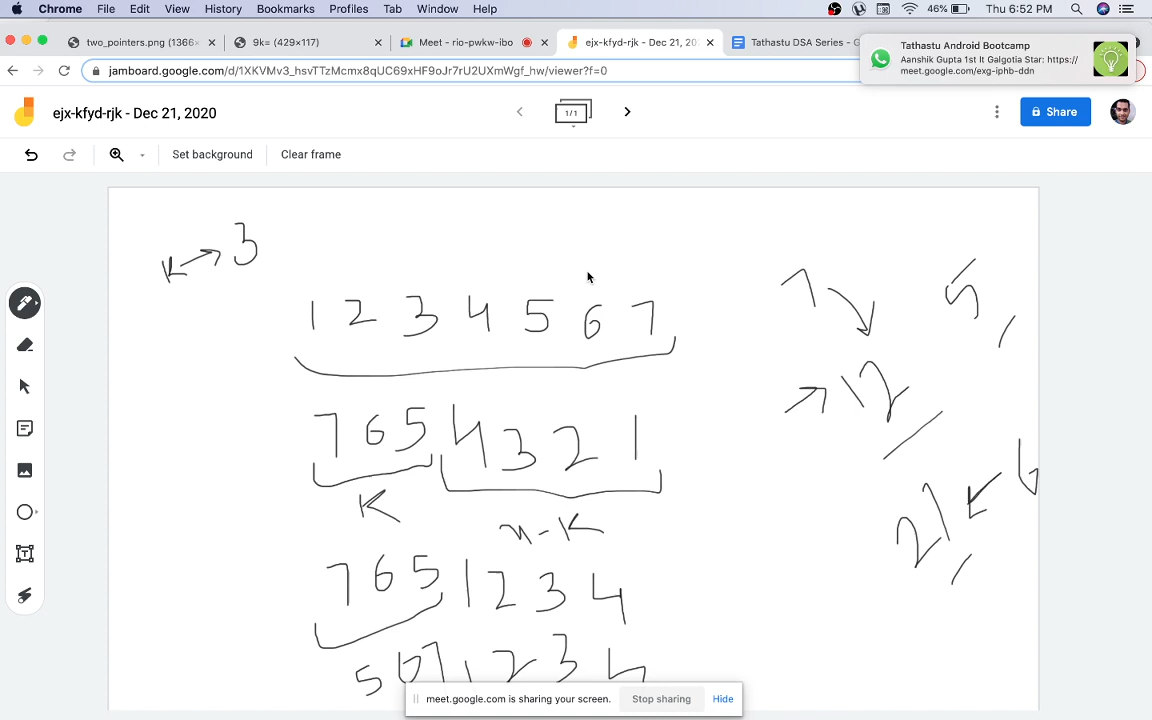 Chrome File Edit View History Bookmarks Profiles Tab Window Help 46% Thu 6:52 PM
two_pointers.png (1366×
9k= (429×117)
Meet - rio-pwkw-ibo
ejx-kfyd-rjk - Dec 21, 20
Tathastu DSA Series - G
Tathastu Android Bootcamp
Aanshik Gupta 1st It Galgotia Star: https://
meet.google.com/exg-iphb-ddn
jamboard.google.com/d/1XKVMv3_hsvTTzMcmx8qUC69xHF9oJr7rU2UXmWgf_hw/viewer?f=0
ejx-kfyd-rjk - Dec 21, 2020
1/1
Share
Set background
Clear frame
K → 3
1 2 3 4 5 6 7
7 6 5 4 3 2 1
K
n-K
7 6 5 1 2 3 4
5 6 7 1 2 3 4
7
5
12
21
6
meet.google.com is sharing your screen.
Stop sharing
Hide